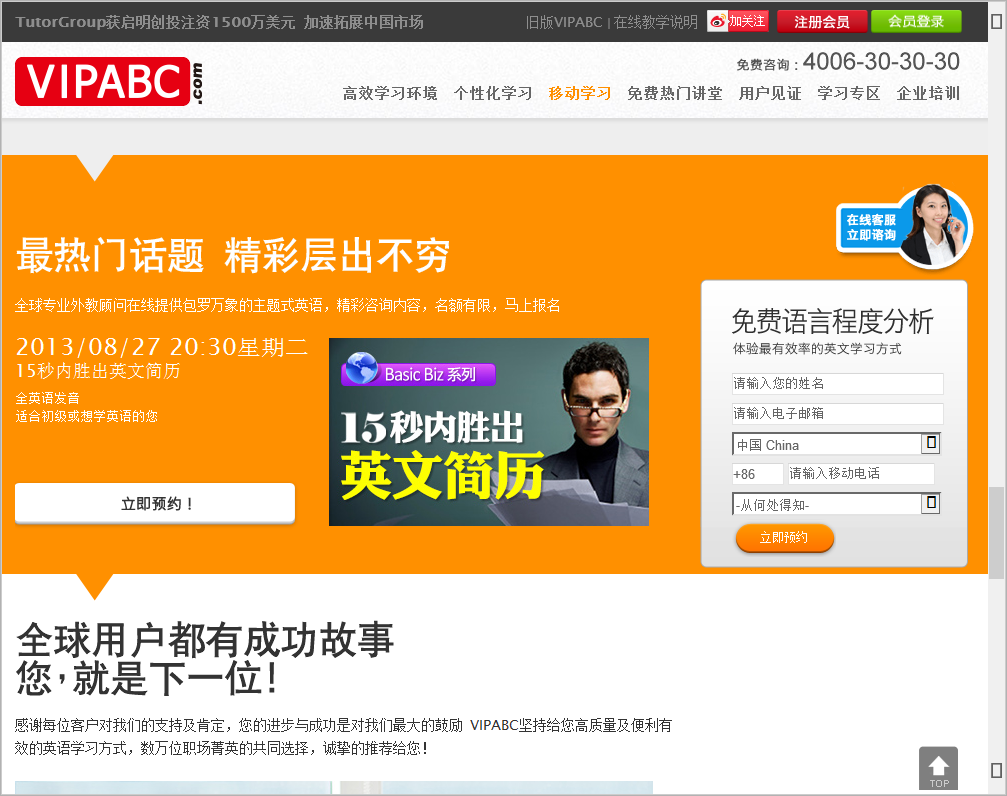 TutorGroup获启明创投注资1500万美元 加速拓展中国市场
旧版VIPABC | 在线教学说明 加关注 注册会员 会员登录
VIPABC.com
免费咨询：4006-30-30-30
高效学习环境 个性化学习 移动学习 免费热门讲堂 用户见证 学习专区 企业培训
在线客服
立即谘询
最热门话题 精彩层出不穷
全球专业外教顾问在线提供包罗万象的主题式英语，精彩咨询内容，名额有限，马上报名
2013/08/27 20:30星期二
15秒内胜出英文简历
全英语发音
适合初级或想学英语的您
立即预约！
Basic Biz 系列
15秒内胜出
英文简历
免费语言程度分析
体验最有效率的英文学习方式
请输入您的姓名
请输入电子邮箱
中国 China
+86 请输入移动电话
-从何处得知-
立即预约
全球用户都有成功故事
您，就是下一位！
感谢每位客户对我们的支持及肯定，您的进步与成功是对我们最大的鼓励 VIPABC坚持给您高质量及便利有
效的英语学习方式，数万位职场菁英的共同选择，诚挚的推荐给您！
TOP